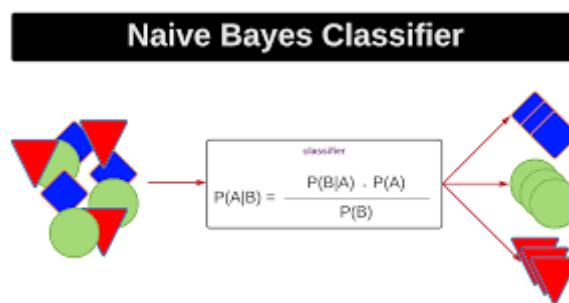 Naive Bayes Classifier
classifier
P(A|B) = P(B|A) . P(A)
P(B)